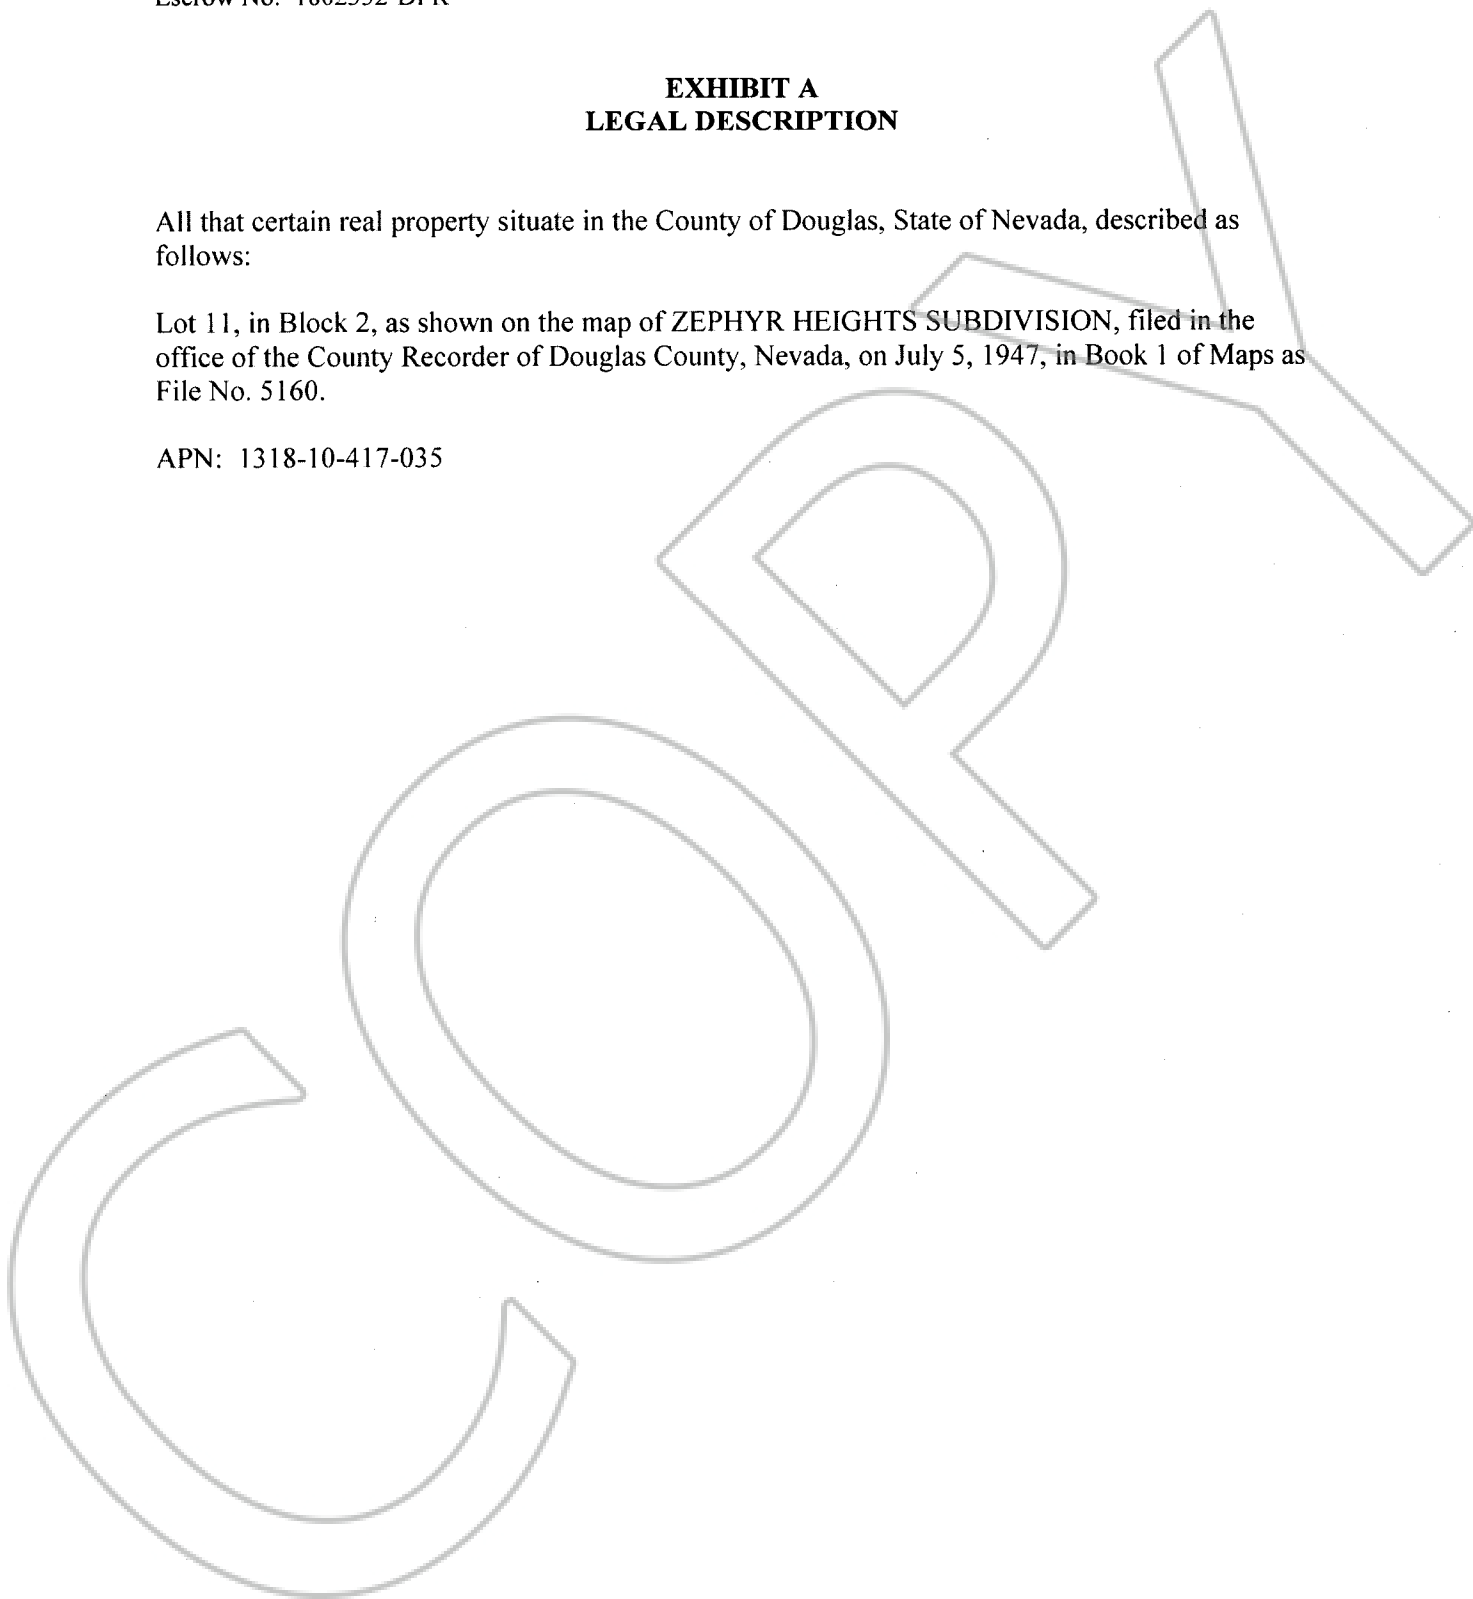 Escrow No.
EXHIBIT A
LEGAL DESCRIPTION
All that certain real property situate in the County of Douglas, State of Nevada, described as
follows:
Lot 11, in Block 2, as shown on the map of ZEPHYR HEIGHTS SUBDIVISION, filed in the
office of the County Recorder of Douglas County, Nevada, on July 5, 1947, in Book 1 of Maps as
File No. 5160.
APN: 1318-10-417-035
COPY